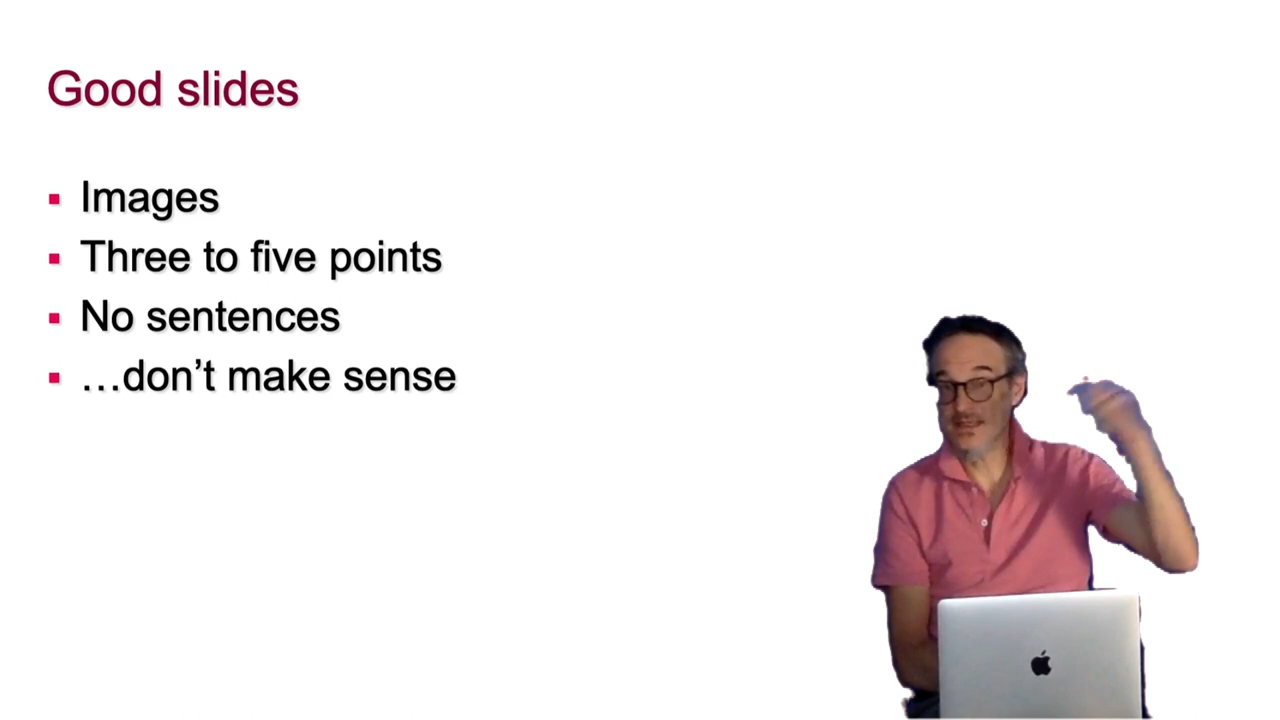 Good slides
Images
Three to five points
No sentences
…don’t make sense